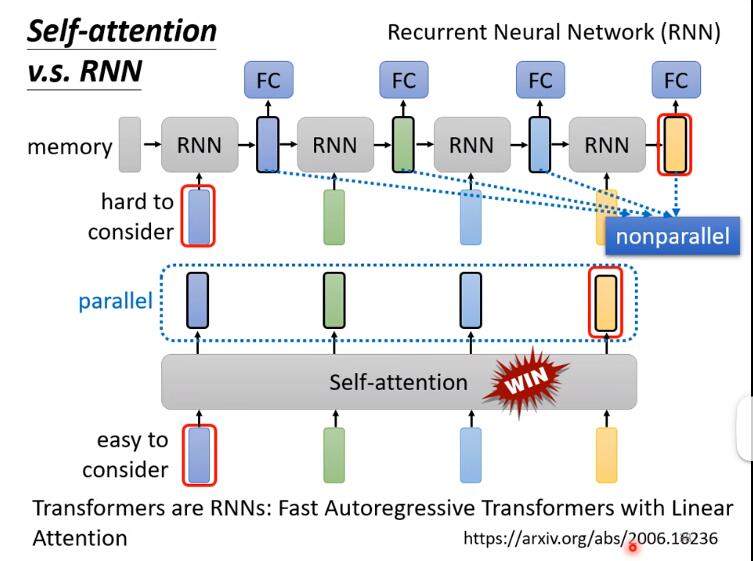 Self-attention
v.s. RNN
Recurrent Neural Network (RNN)
FC
FC
FC
FC
memory
RNN
RNN
RNN
RNN
hard to
consider
nonparallel
parallel
Self-attention
WIN
easy to
consider
Transformers are RNNs: Fast Autoregressive Transformers with Linear
Attention
https://arxiv.org/abs/2006.16236